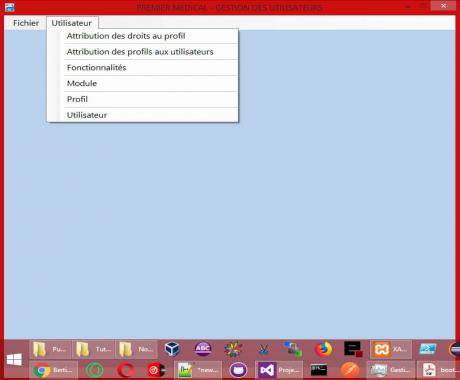 PREMIER MEDICAL - GESTION DES UTILISATEURS
Fichier Utilisateur
Attribution des droits au profil
Attribution des profils aux utilisateurs
Fonctionnalités
Module
Profil
Utilisateur
Pu... Tut... No... ABC XA...
Berti... *new... Proje... Gesti... boot...